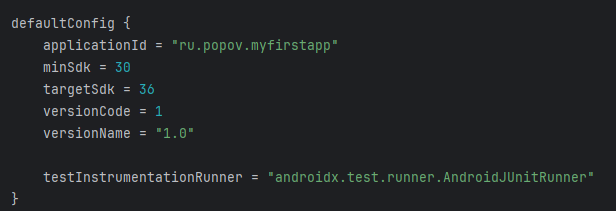 defaultConfig {
    applicationId = "ru.popov.myfirstapp"
    minSdk = 30
    targetSdk = 36
    versionCode = 1
    versionName = "1.0"

    testInstrumentationRunner = "androidx.test.runner.AndroidJUnitRunner"
}